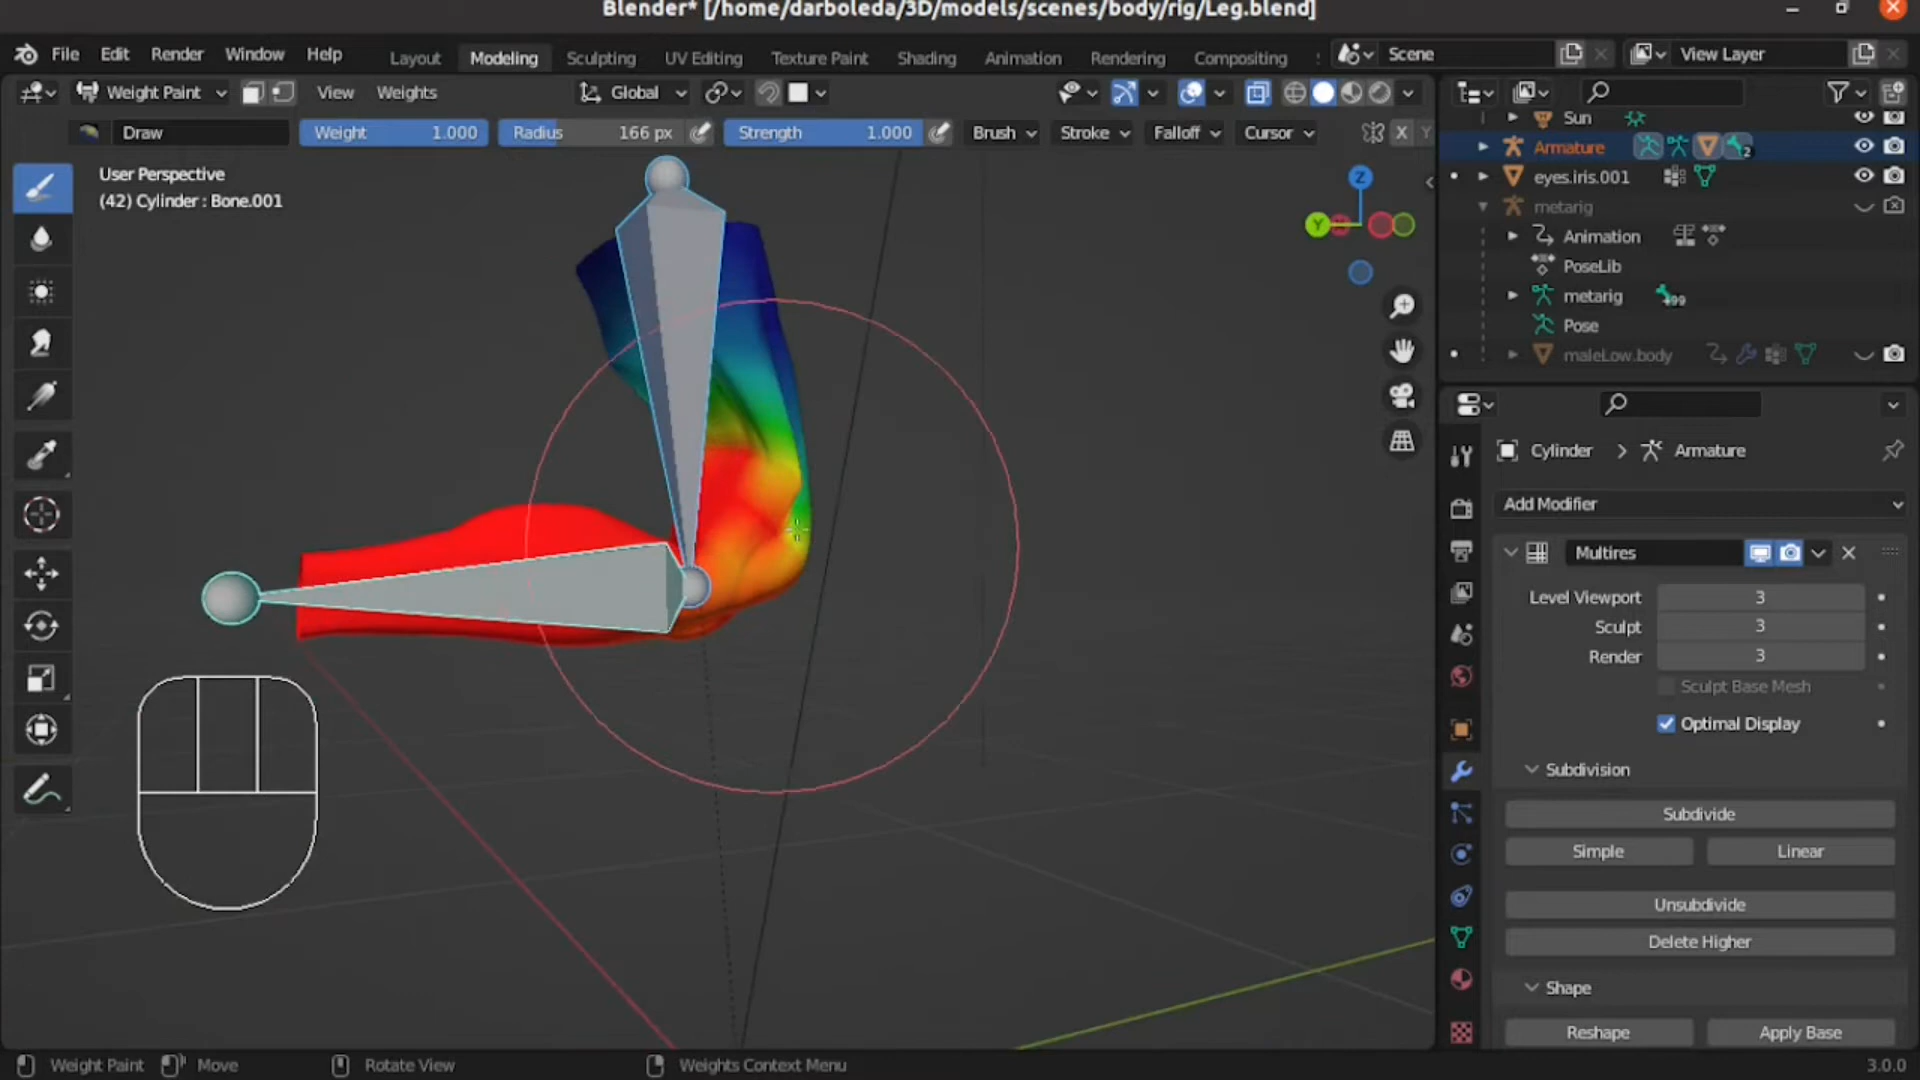 Blender* [/home/darboleda/3D/models/scenes/body/rig/Leg.blend]
File Edit Render Window Help Layout Modeling Sculpting UV Editing Texture Paint Shading Animation Rendering Compositing Scene View Layer
Weight Paint View Weights Global
Draw Weight 1.000 Radius 166 px Strength 1.000 Brush Stroke Falloff Cursor X Y
User Perspective
(42) Cylinder : Bone.001
Z
Y
Sun
Armature 2
eyes.iris.001
metarig
Animation
PoseLib
metarig +99
Pose
maleLow.body
Cylinder > Armature
Add Modifier
Multires
Level Viewport 3
Sculpt 3
Render 3
Sculpt Base Mesh
Optimal Display
Subdivision
Subdivide
Simple Linear
Unsubdivide
Delete Higher
Shape
Reshape Apply Base
Weight Paint Move Rotate View Weights Context Menu 3.0.0